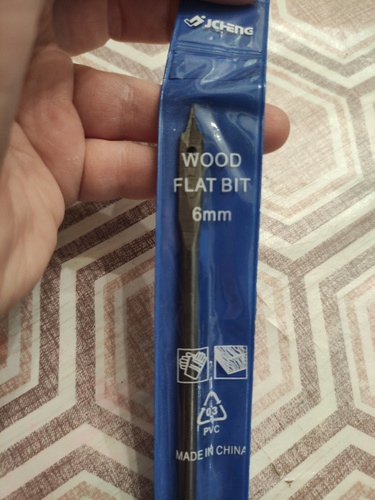 JCHENG
WOOD
FLAT BIT
6mm
03
PVC
MADE IN CHINA